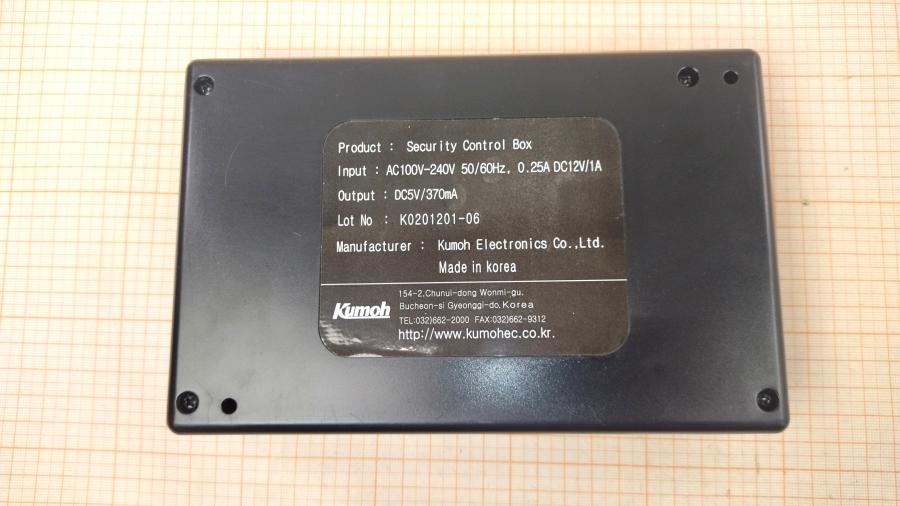 Product : Security Control Box
Input : AC100V-240V 50/60Hz, 0.25A DC12V/1A
Output : DC5V/370mA
Lot No : K0201201-06
Manufacturer : Kumoh Electronics Co.,Ltd.
Made in korea
Kumoh
154-2,Chunui-dong Wonmi-gu,
Bucheon-si Gyeonggi-do,Korea
TEL:032)662-2000 FAX:032)662-9312
http://www.kumohec.co.kr.